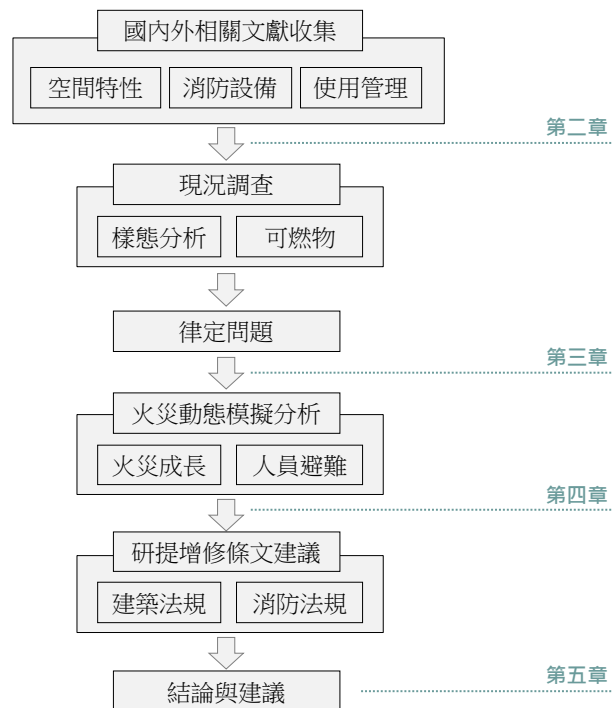 國內外相關文獻收集
空間特性 消防設備 使用管理
第二章
現況調查
樣態分析 可燃物
律定問題
第三章
火災動態模擬分析
火災成長 人員避難
第四章
研提增修條文建議
建築法規 消防法規
第五章
結論與建議